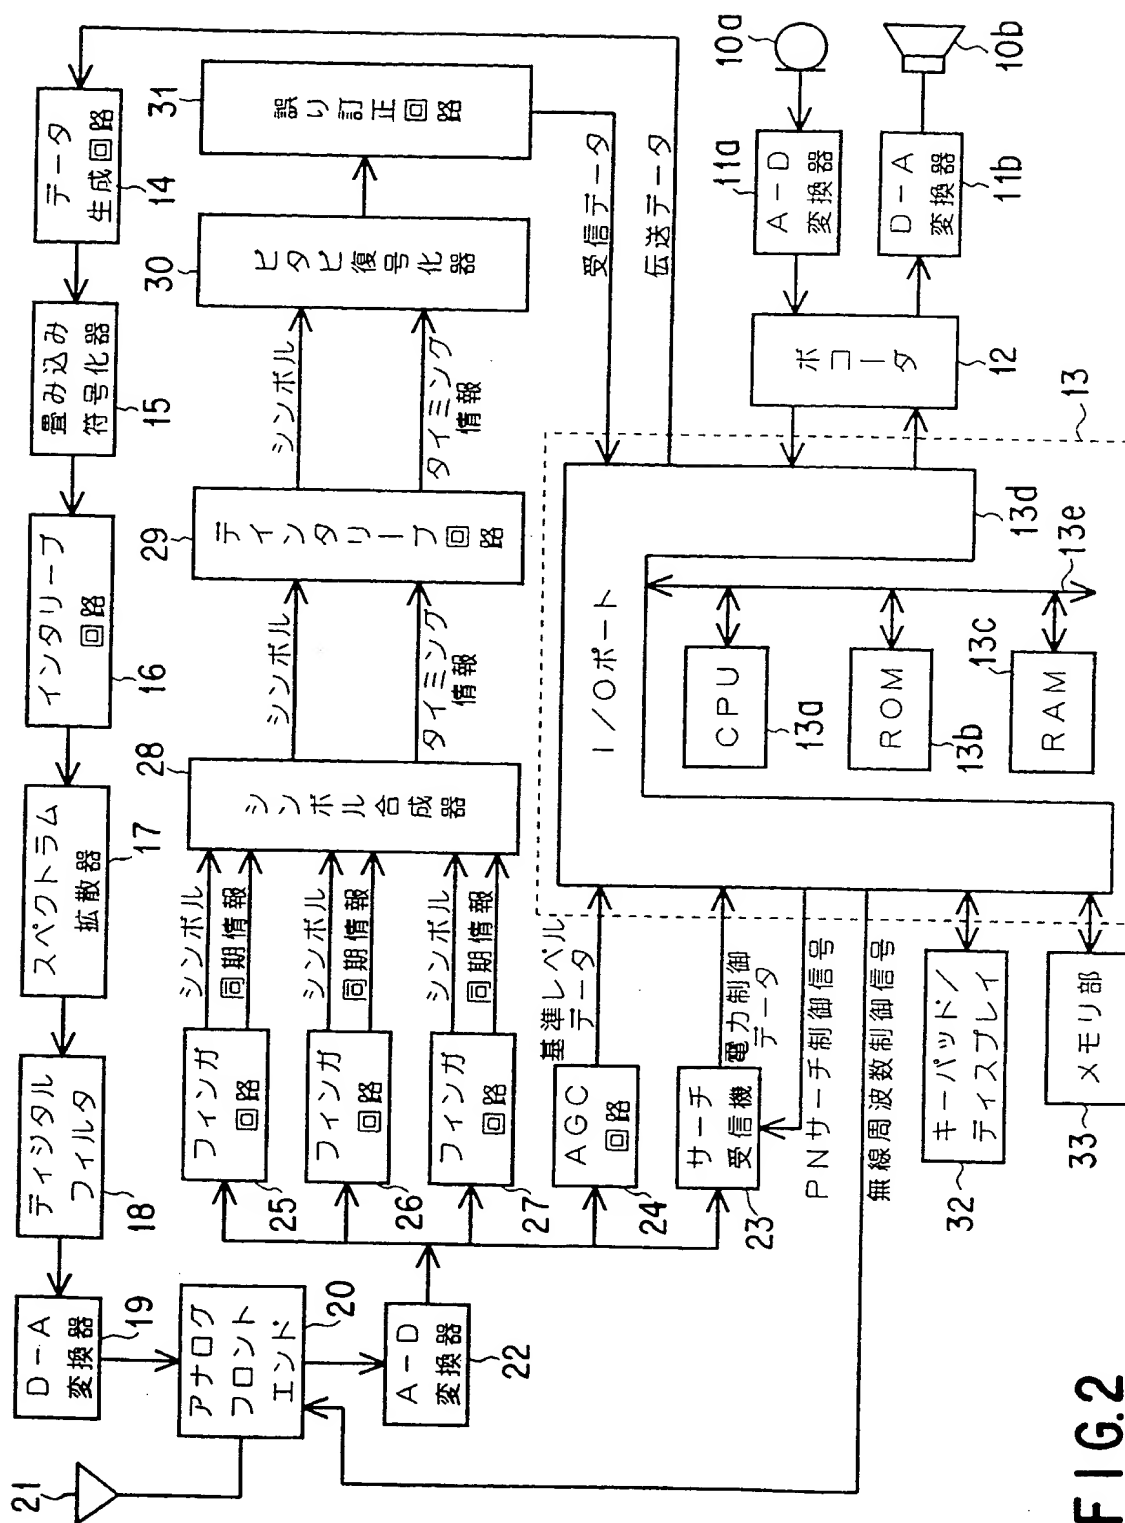 21
D－A
変換器
19
ディジタル
フィルタ
18
スペクトラム
拡散器
17
インタリーブ
回路
16
畳み込み
符号化器
15
データ
生成回路
14
アナログ
フロント
エンド
20
A－D
変換器
22
フィンガ
回路
25
シンボル
同期情報
フィンガ
回路
26
シンボル
同期情報
フィンガ
回路
27
シンボル
同期情報
シンボル合成器
28
シンボル
タイミング
情報
ディンタリーブ回路
29
シンボル
タイミング
情報
ビタビ復号化器
30
誤り訂正回路
31
AGC
回路
24
基準レベル
データ
サーチ
受信機
23
電力制御
データ
PNサーチ制御信号
無線周波数制御信号
受信データ
伝送データ
I/Oポート
13d
CPU
13a
ROM
13b
RAM
13c
13e
13
ボコーダ
12
A－D
変換器
11a
10a
D－A
変換器
11b
10b
キーパッド/
ディスプレイ
32
メモリ部
33
FIG.2